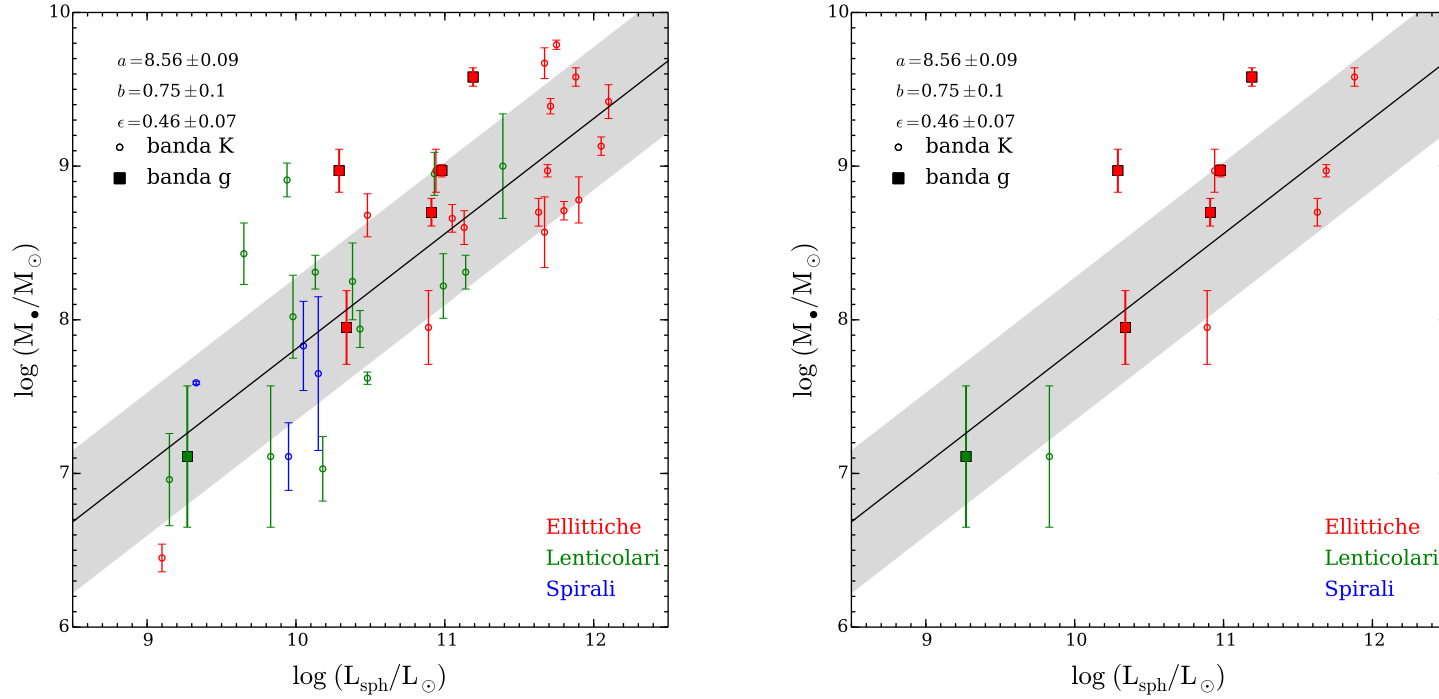 10
9
8
7
6
a=8.56±0.09
b=0.75±0.1
ϵ=0.46±0.07
banda K
banda g
Ellittiche
Lenticolari
Spirali
9 10 11 12
log (M●/M⊙)
log (Lsph/L⊙)
10
9
8
7
6
a=8.56±0.09
b=0.75±0.1
ϵ=0.46±0.07
banda K
banda g
Ellittiche
Lenticolari
Spirali
9 10 11 12
log (M●/M⊙)
log (Lsph/L⊙)